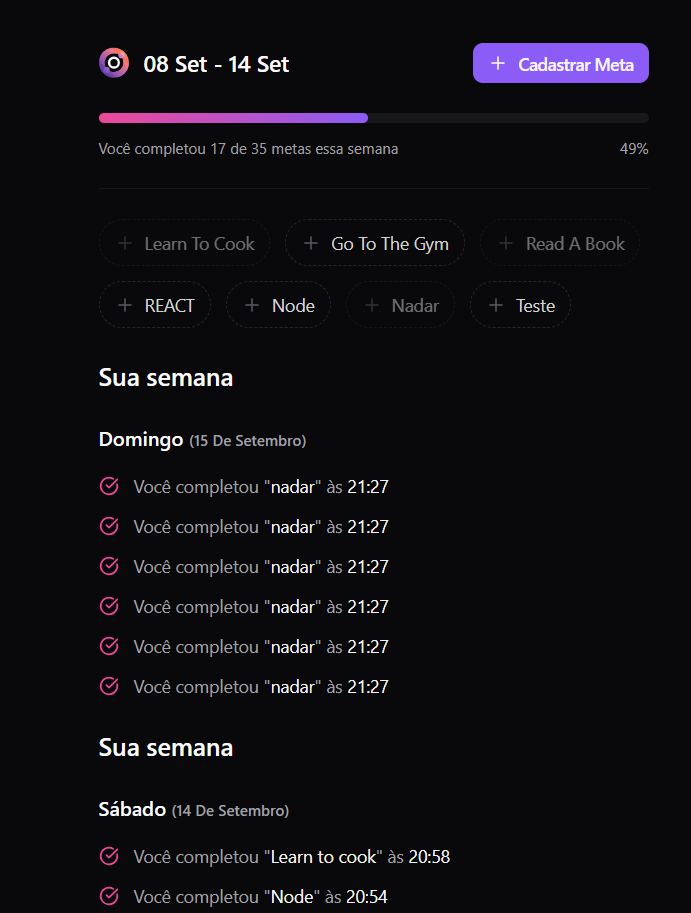 08 Set - 14 Set
Cadastrar Meta
Você completou 17 de 35 metas essa semana
49%
Learn To Cook
Go To The Gym
Read A Book
REACT
Node
Nadar
Teste
Sua semana
Domingo (15 De Setembro)
Você completou "nadar" às 21:27
Você completou "nadar" às 21:27
Você completou "nadar" às 21:27
Você completou "nadar" às 21:27
Você completou "nadar" às 21:27
Você completou "nadar" às 21:27
Sua semana
Sábado (14 De Setembro)
Você completou "Learn to cook" às 20:58
Você completou "Node" às 20:54